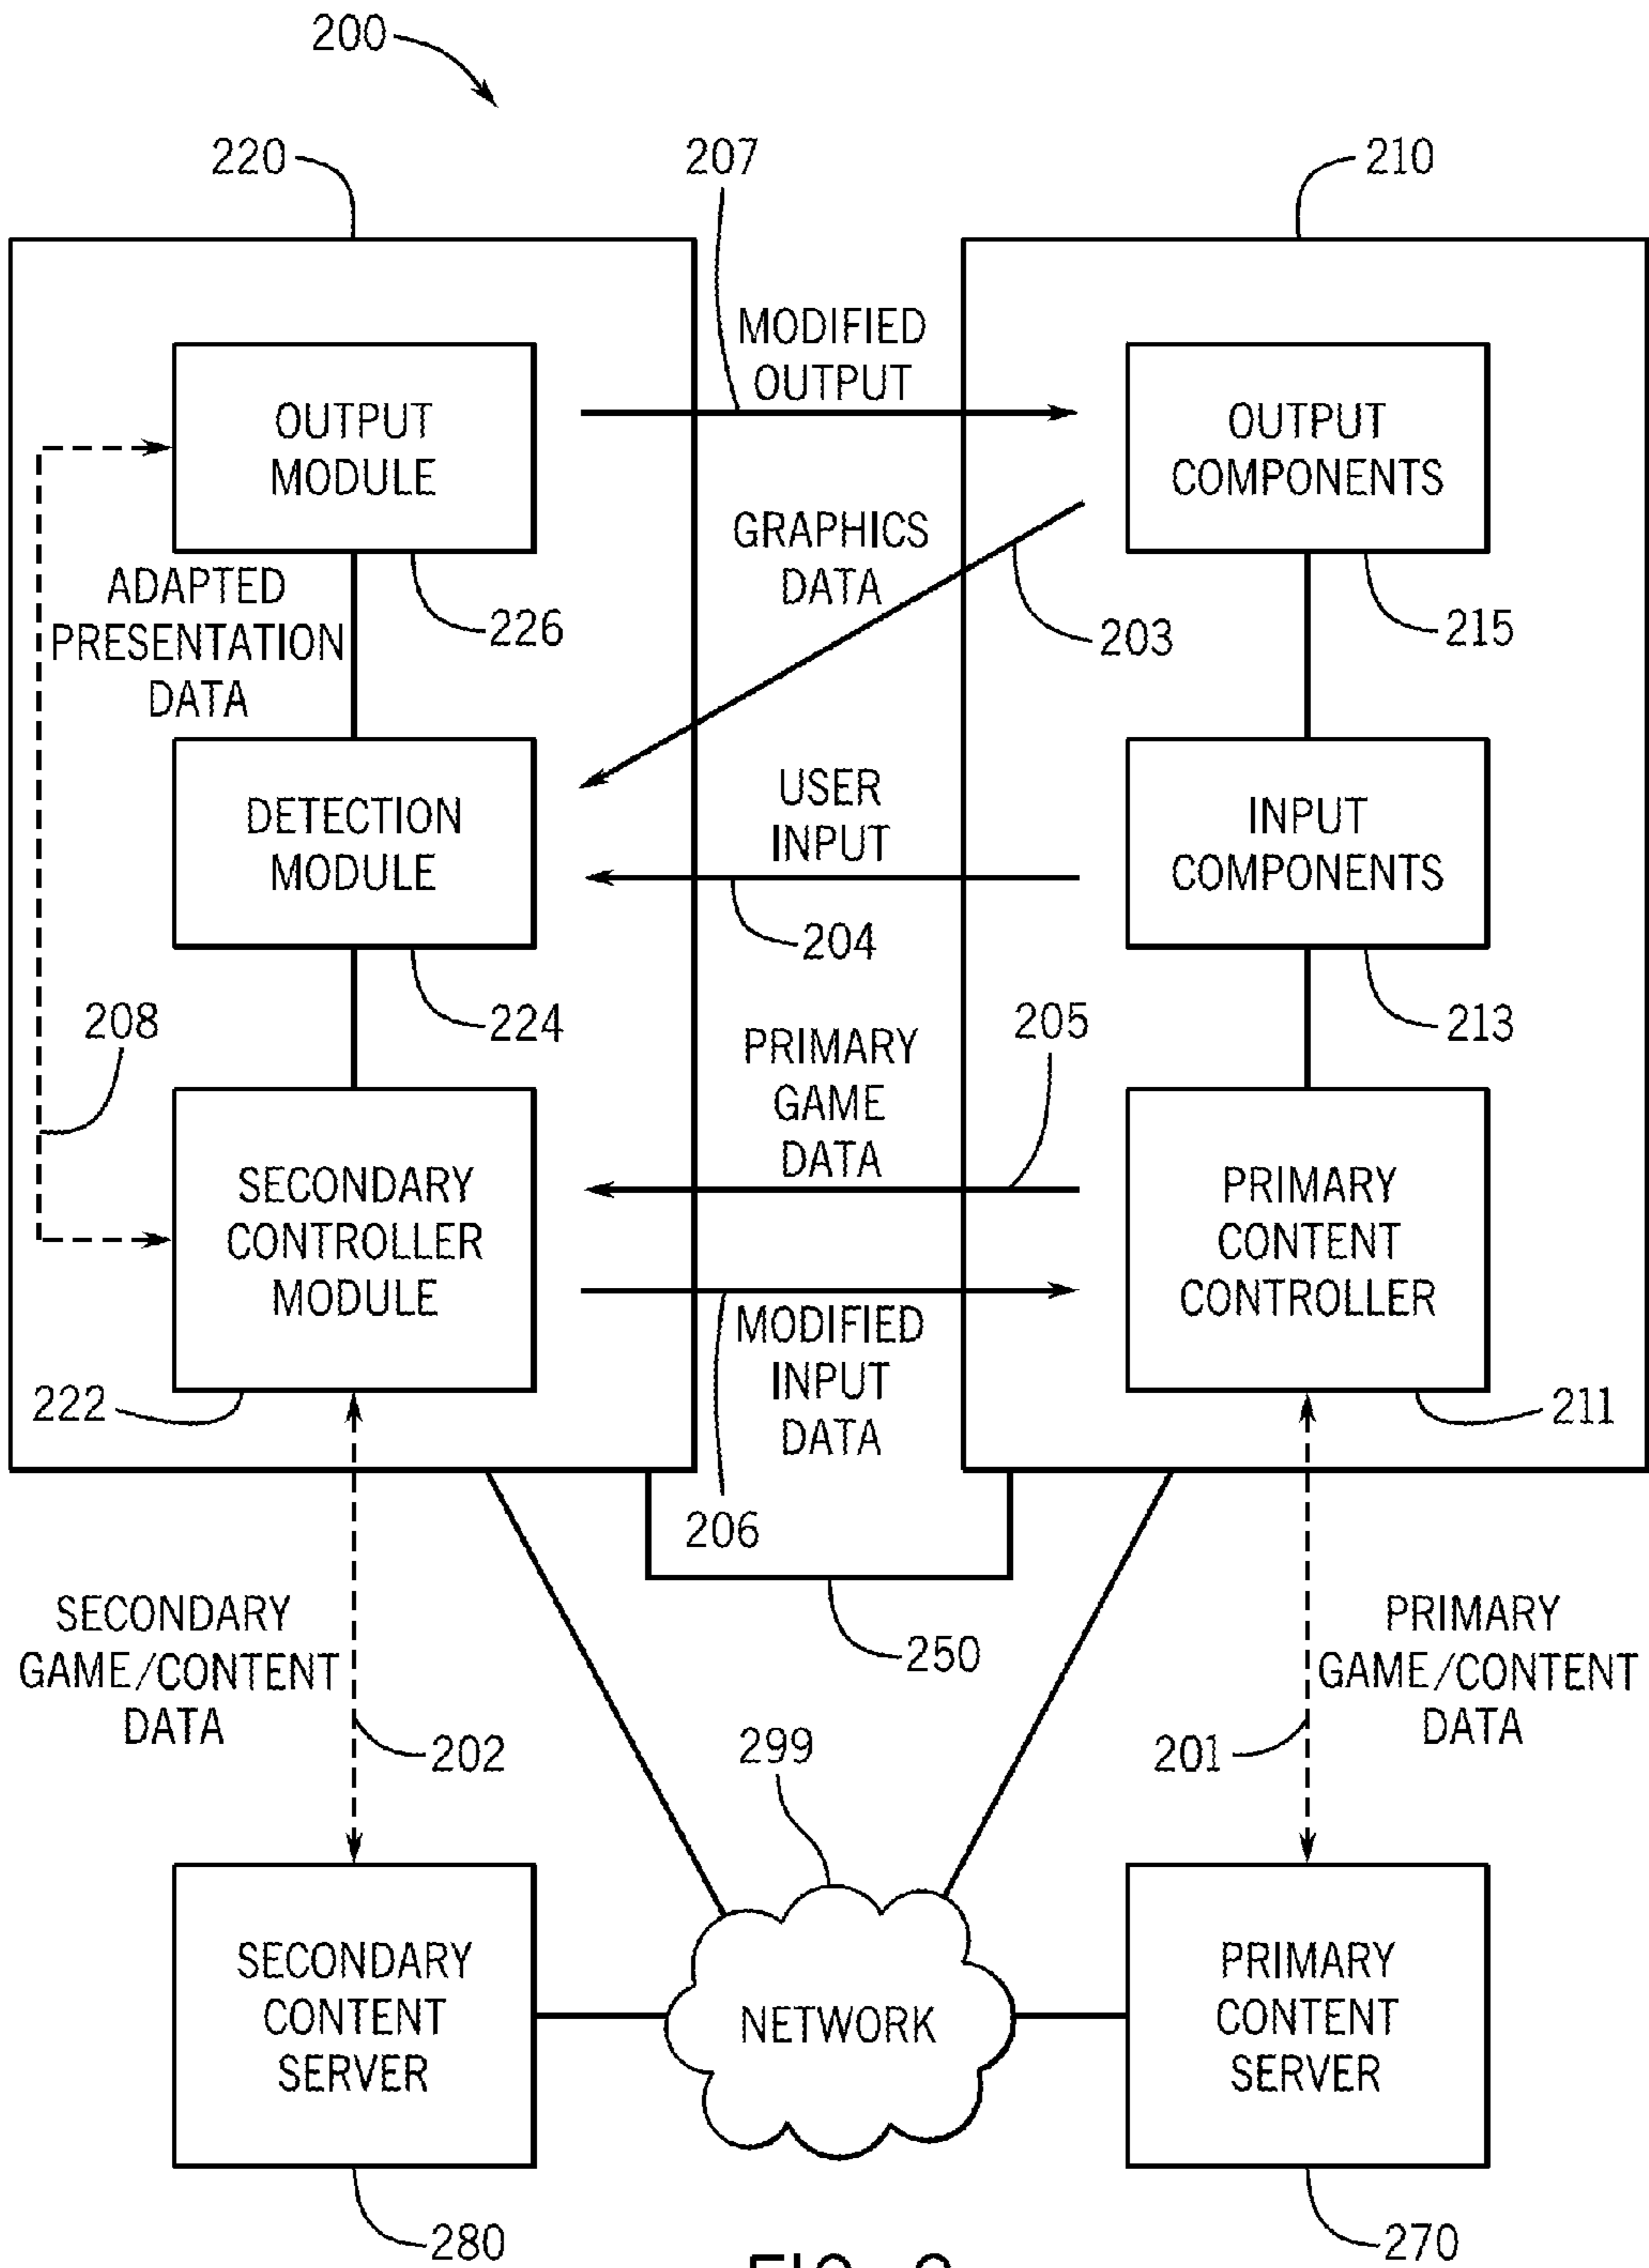 200
220
207
210
MODIFIED
OUTPUT
OUTPUT
MODULE
OUTPUT
COMPONENTS
GRAPHICS
DATA
ADAPTED
PRESENTATION
DATA
226
203
215
DETECTION
MODULE
USER
INPUT
INPUT
COMPONENTS
204
208
224
205
213
PRIMARY
GAME
DATA
SECONDARY
CONTROLLER
MODULE
PRIMARY
CONTENT
CONTROLLER
MODIFIED
INPUT
DATA
222
211
206
SECONDARY
GAME/CONTENT
DATA
250
PRIMARY
GAME/CONTENT
DATA
202
299
201
SECONDARY
CONTENT
SERVER
NETWORK
PRIMARY
CONTENT
SERVER
280
270